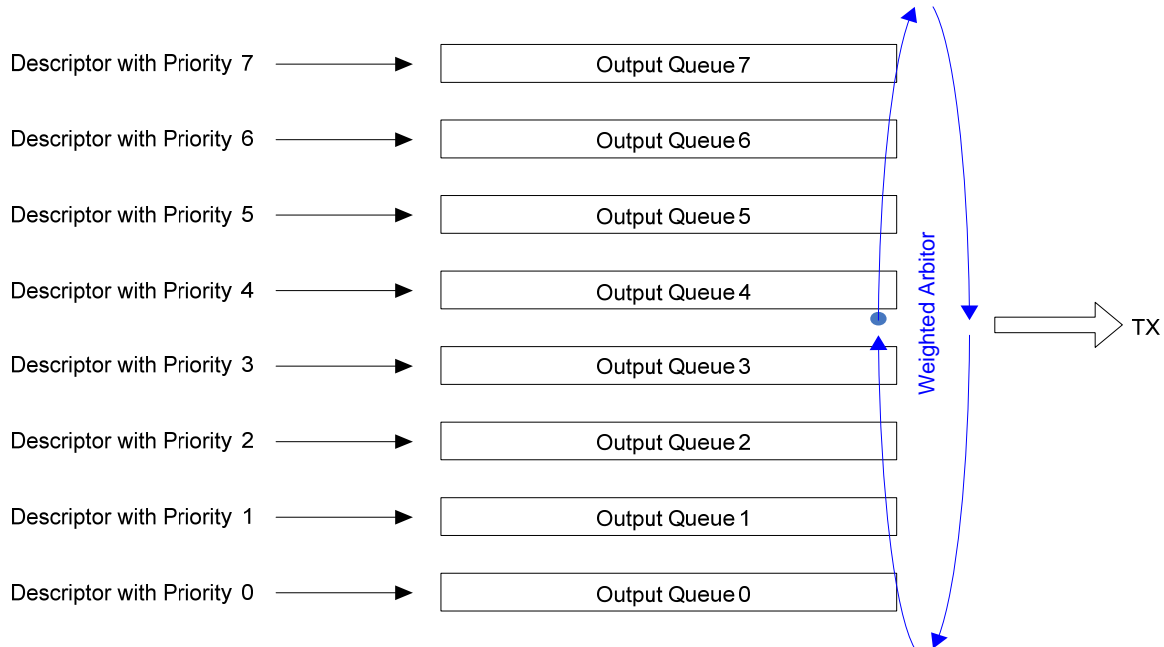 Descriptor with Priority 7
Output Queue 7
Descriptor with Priority 6
Output Queue 6
Descriptor with Priority 5
Output Queue 5
Descriptor with Priority 4
Output Queue 4
Weighted Arbitor
TX
Descriptor with Priority 3
Output Queue 3
Descriptor with Priority 2
Output Queue 2
Descriptor with Priority 1
Output Queue 1
Descriptor with Priority 0
Output Queue 0